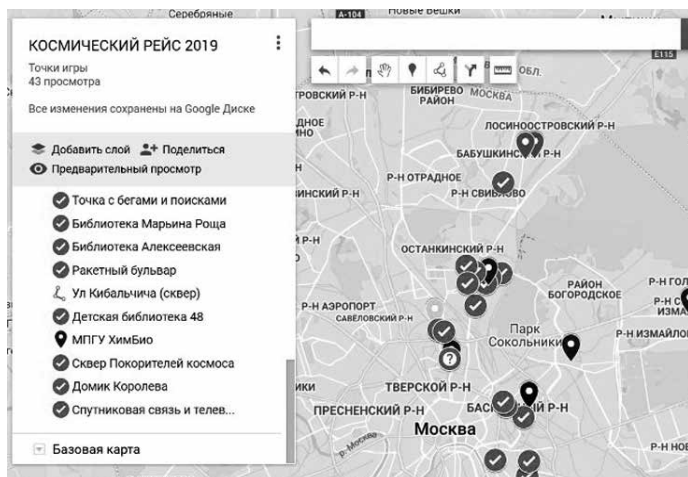 КОСМИЧЕСКИЙ РЕЙС 2019
Точки игры
43 просмотра
Все изменения сохранены на Google Диске
Добавить слой
Поделиться
Предварительный просмотр
Точка с бегами и поисками
Библиотека Марьина Роща
Библиотека Алексеевская
Ракетный бульвар
Ул Кибальчича (сквер)
Детская библиотека 48
МПГУ ХимБио
Сквер Покорителей космоса
Домик Королева
Спутниковая связь и телев...
Базовая карта
Серебряные
А-104
Новые Вешки
E115
ОБЛ.
МОСКВА
БИБИРЕВО
РАЙОН
ЛОСИНООСТРОВСКИЙ Р-Н
БАБУШКИНСКИЙ Р-Н
Р-Н ОТРАДНОЕ
Р-Н СВИБЛОВО
ОСТАНКИНСКИЙ Р-Н
РАЙОН
БОГОРОДСКОЕ
Р-Н АЭРОПОРТ
САВЕЛОВСКИЙ Р-Н
Парк
Сокольники
Р-Н ИЗМАЙЛО
ТВЕРСКОЙ Р-Н
ПРЕСНЕНСКИЙ Р-Н
Москва
р. Москва